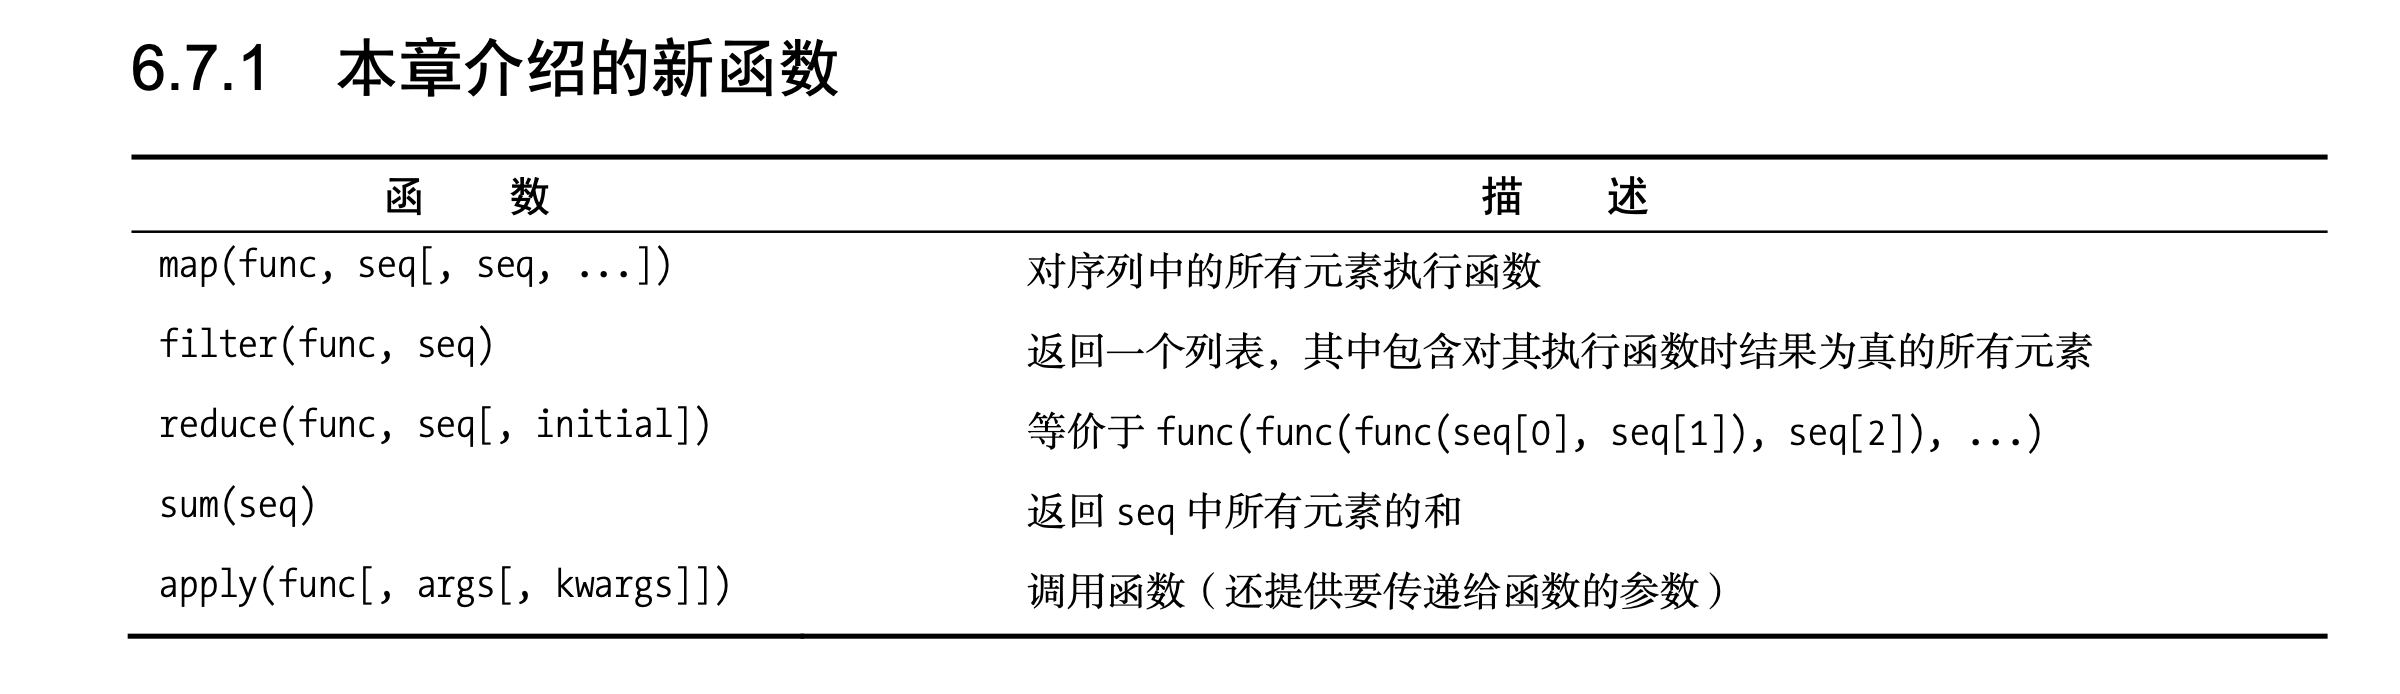 6.7.1 本章介绍的新函数
函 数 描 述
map(func, seq[, seq, ...]) 对序列中的所有元素执行函数
filter(func, seq) 返回一个列表，其中包含对其执行函数时结果为真的所有元素
reduce(func, seq[, initial]) 等价于 func(func(func(seq[0], seq[1]), seq[2]), ...)
sum(seq) 返回 seq 中所有元素的和
apply(func[, args[, kwargs]]) 调用函数（还提供要传递给函数的参数）